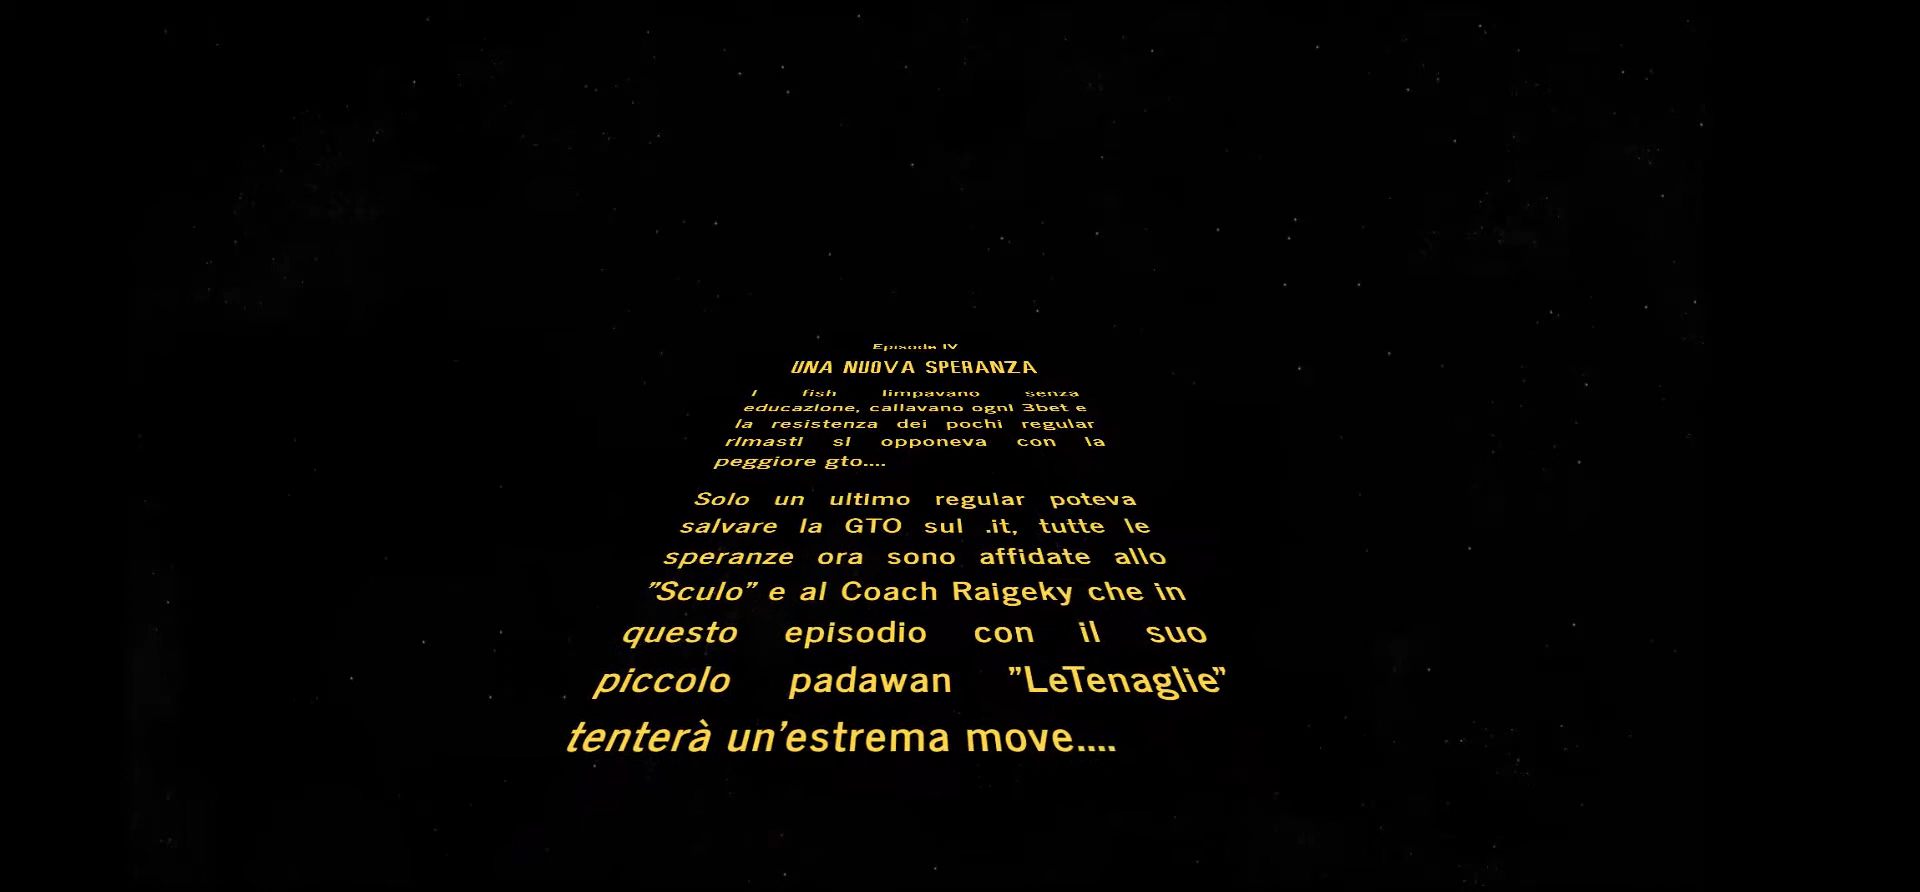 Episode IV
UNA NUOVA SPERANZA
I fish limpavano senza
educazione, callavano ogni 3bet e
la resistenza dei pochi regular
rimasti si opponeva con la
peggiore gto....
Solo un ultimo regular poteva
salvare la GTO sul .it, tutte le
speranze ora sono affidate allo
"Sculo" e al Coach Raigeky che in
questo episodio con il suo
piccolo padawan "LeTenaglie"
tenterà un'estrema move....